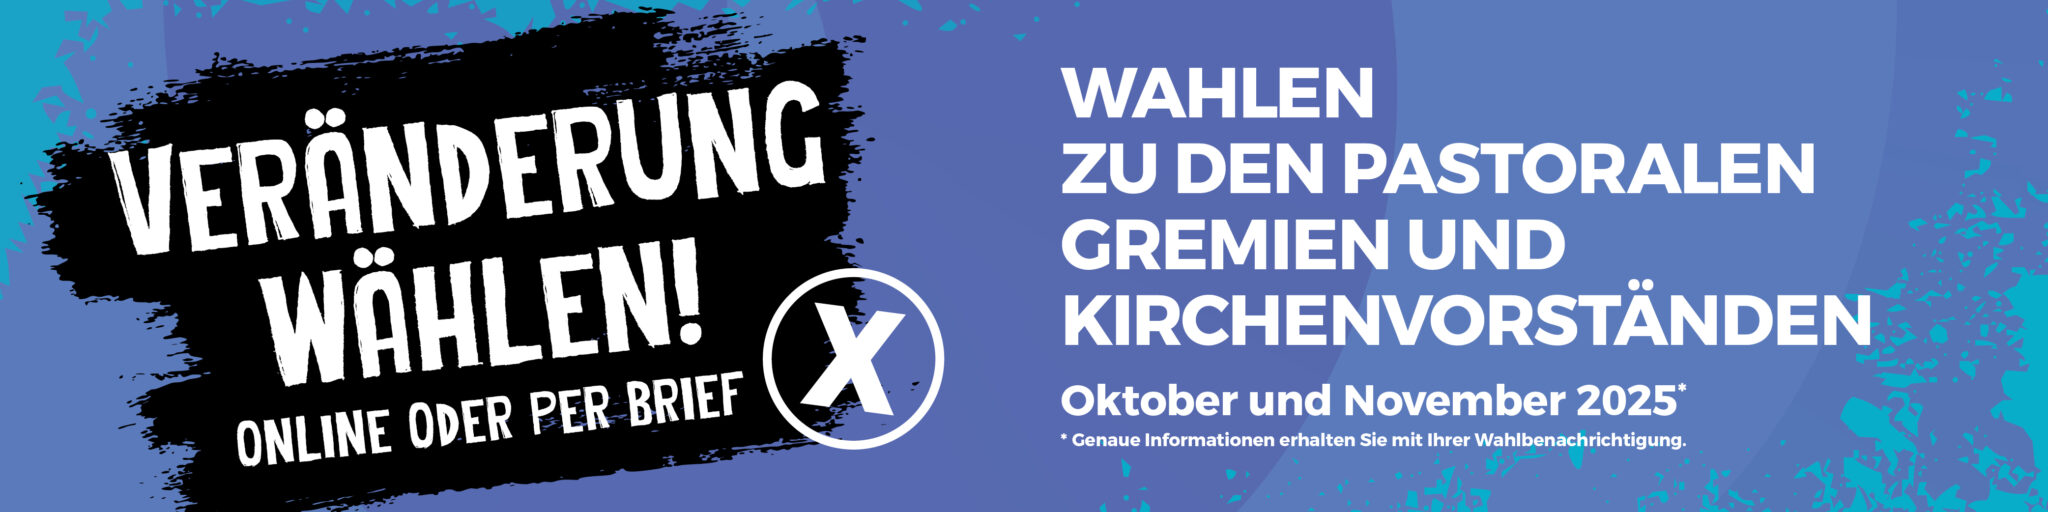 VERÄNDERUNG
WÄHLEN!
ONLINE ODER PER BRIEF
X
WAHLEN
ZU DEN PASTORALEN
GREMIEN UND
KIRCHENVORSTÄNDEN
Oktober und November 2025*
* Genaue Informationen erhalten Sie mit Ihrer Wahlbenachrichtigung.